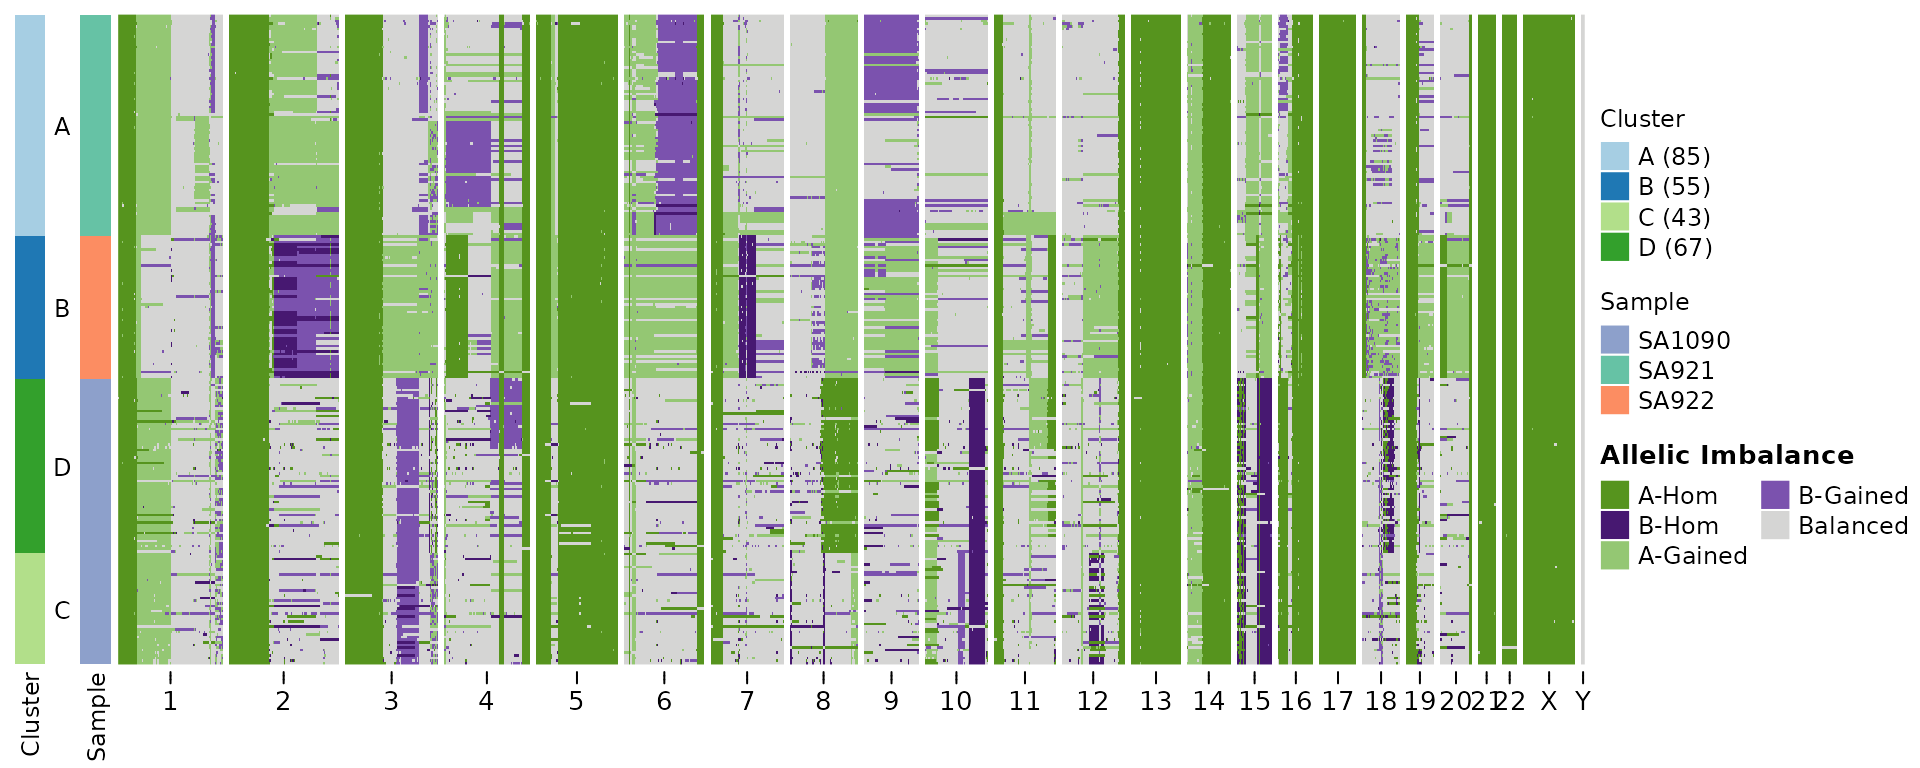 A
B
D
C
Cluster
Sample
1
2
3
4
5
6
7
8
9
10
11
12
13
14
15
16
17
18
19
20
21
22
X
Y
Cluster
A (85)
B (55)
C (43)
D (67)
Sample
SA1090
SA921
SA922
Allelic Imbalance
A-Hom
B-Hom
A-Gained
B-Gained
Balanced